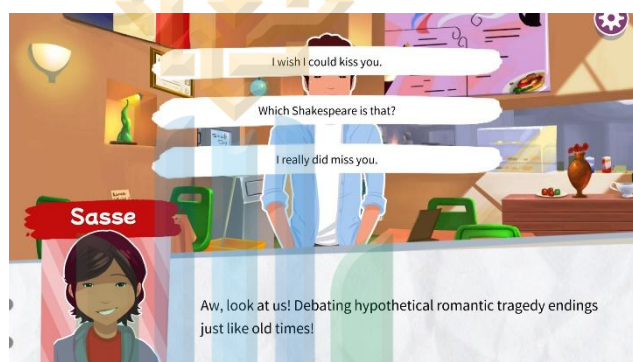 I wish I could kiss you.
Which Shakespeare is that?
I really did miss you.
Sasse
Aw, look at us! Debating hypothetical romantic tragedy endings
just like old times!